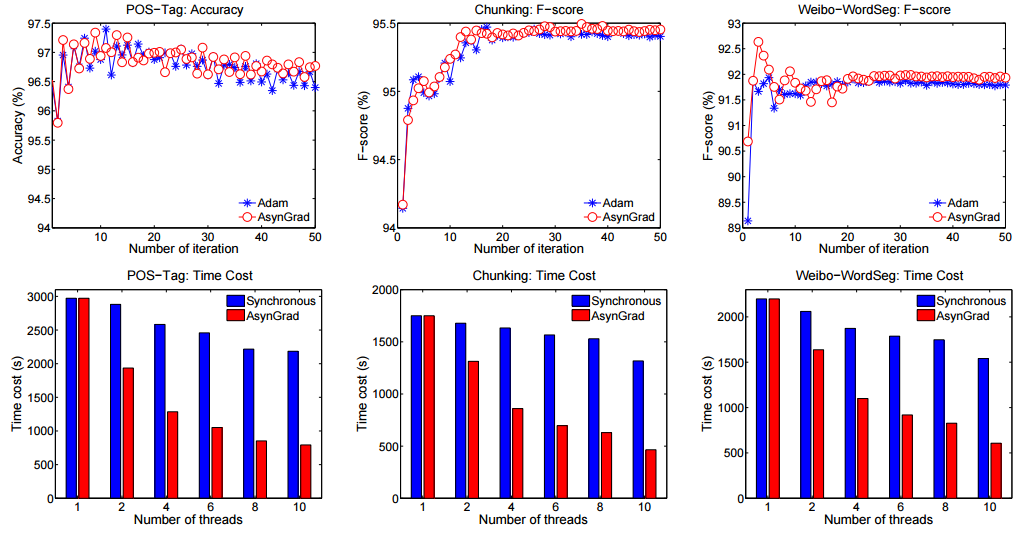 POS-Tag: Accuracy
97.5
97
96.5
96
95.5
95
94.5
94
Accuracy (%)
10
20
30
40
50
Number of iteration
Adam
AsynGrad
Chunking: F-score
95.5
95
94.5
94
F-score (%)
0
10
20
30
40
50
Number of iteration
Adam
AsynGrad
Weibo-WordSeg: F-score
93
92.5
92
91.5
91
90.5
90
89.5
89
F-score (%)
0
10
20
30
40
50
Number of iteration
Adam
AsynGrad
POS-Tag: Time Cost
3000
2500
2000
1500
1000
500
0
Time cost (s)
1
2
4
6
8
10
Number of threads
Synchronous
AsynGrad
Chunking: Time Cost
2000
1500
1000
500
0
Time cost (s)
1
2
4
6
8
10
Number of threads
Synchronous
AsynGrad
Weibo-WordSeg: Time Cost
2000
1500
1000
500
0
Time cost (s)
1
2
4
6
8
10
Number of threads
Synchronous
AsynGrad